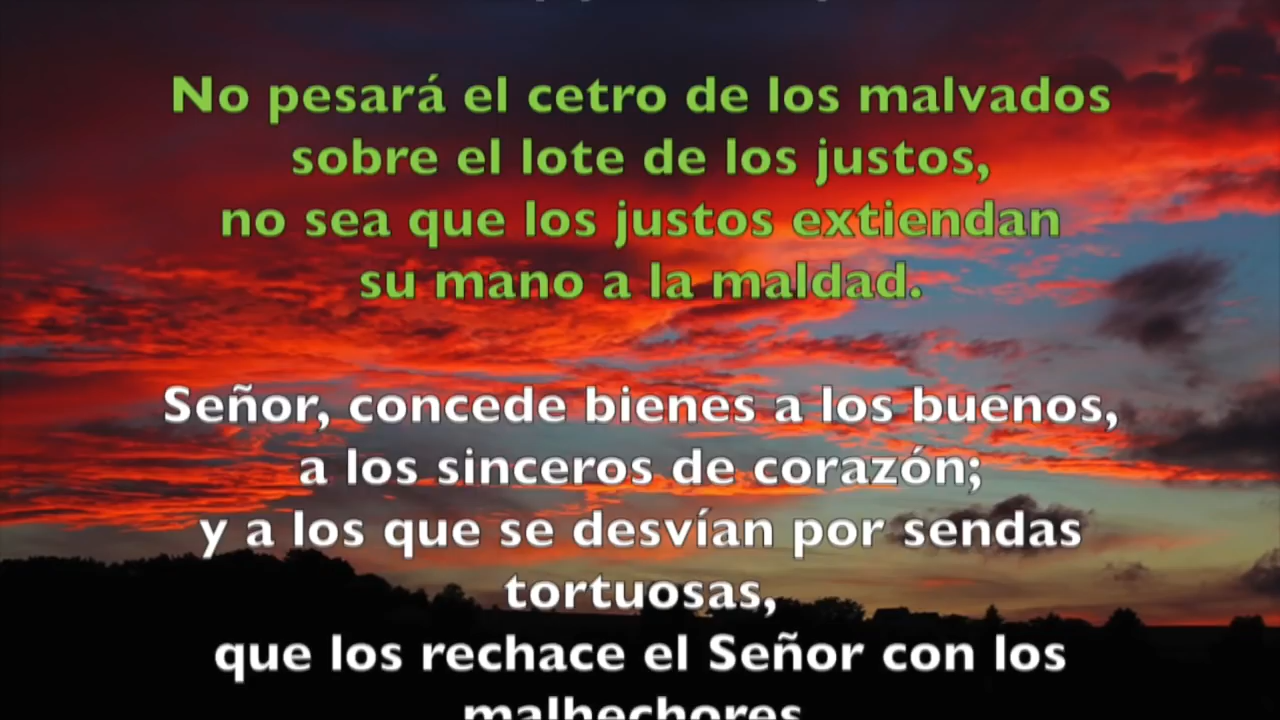 No pesará el cetro de los malvados
sobre el lote de los justos,
no sea que los justos extiendan
su mano a la maldad.
Señor, concede bienes a los buenos,
a los sinceros de corazón;
y a los que se desvían por sendas
tortuosas,
que los rechace el Señor con los
malhechores